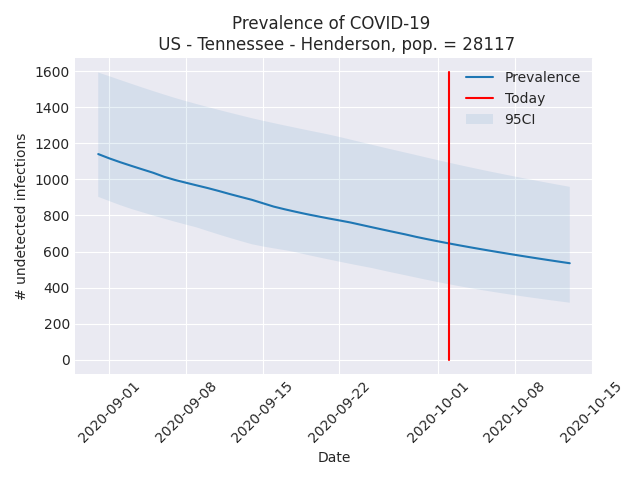 Prevalence of COVID-19
US - Tennessee - Henderson, pop. = 28117
Prevalence
Today
95CI
# undetected infections
1600
1400
1200
1000
800
600
400
200
0
2020-09-01
2020-09-08
2020-09-15
2020-09-22
2020-10-01
2020-10-08
2020-10-15
Date